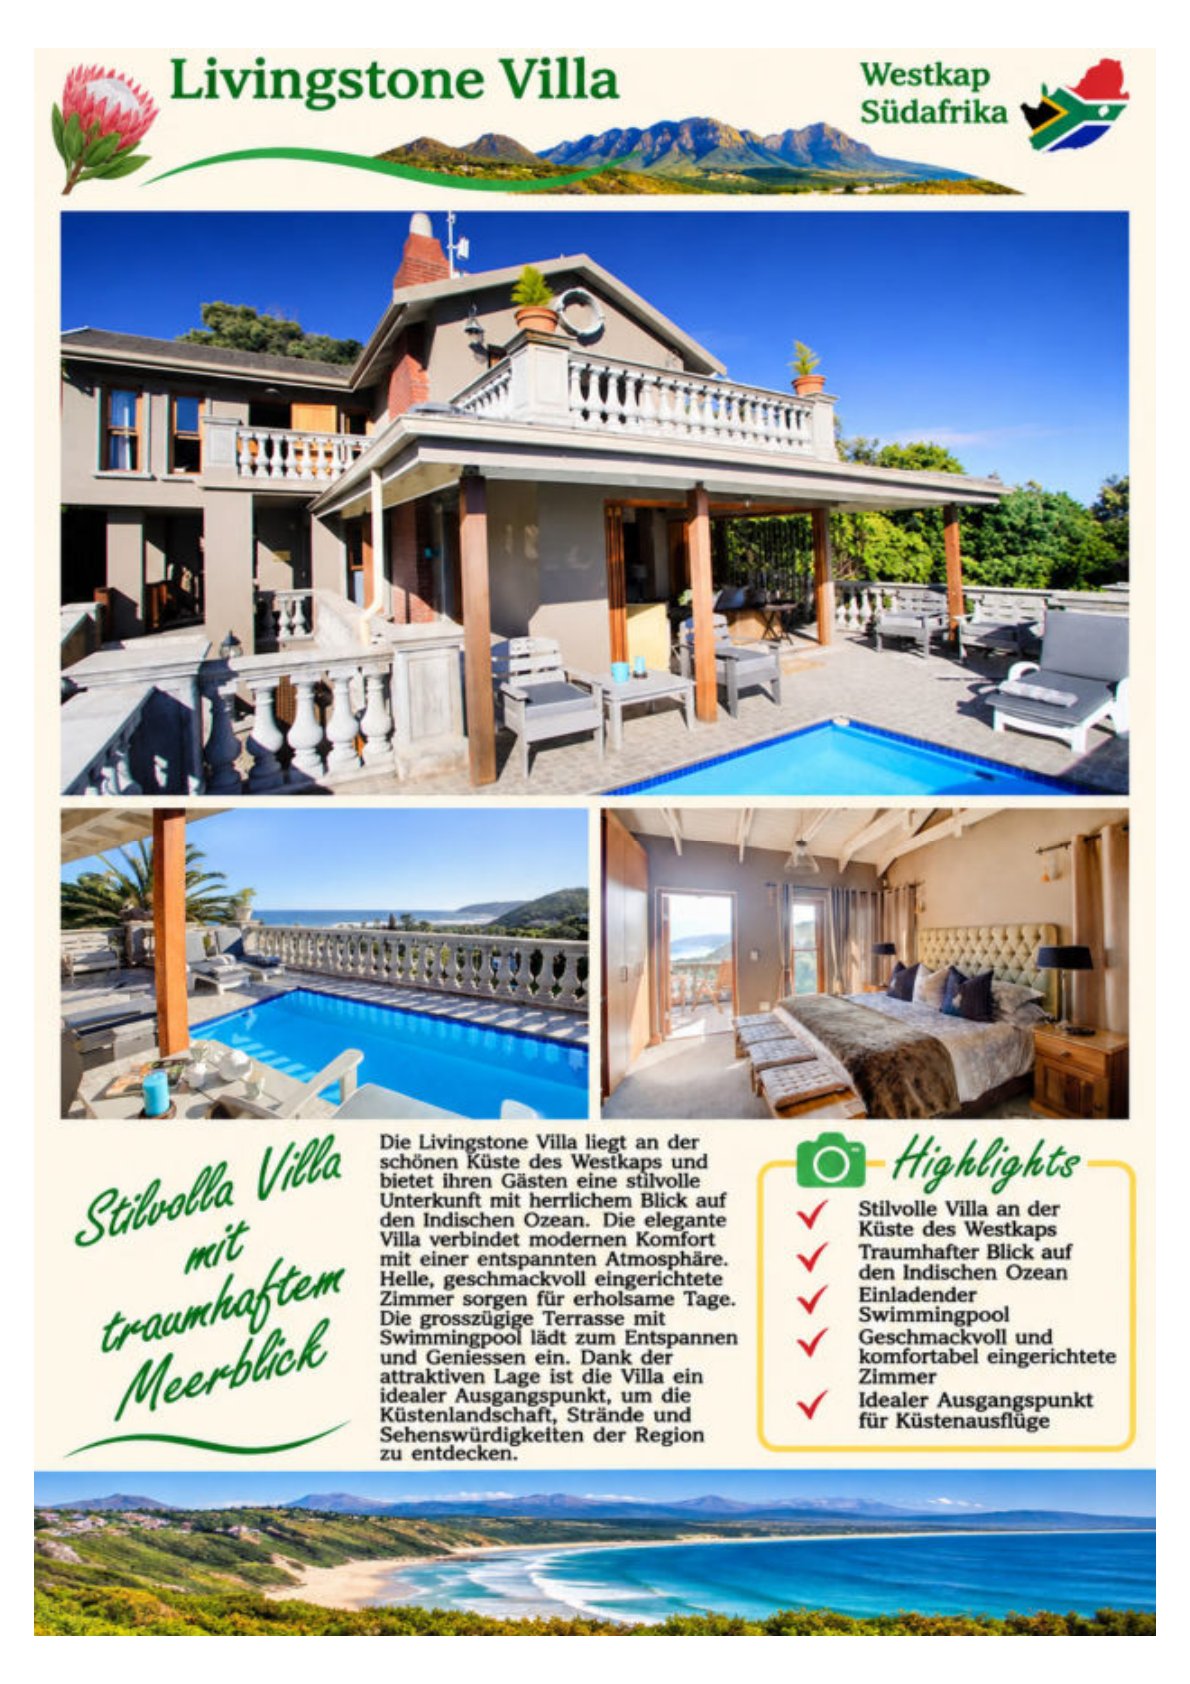 Livingstone Villa
Westkap
Südafrika
Stilvolla Villa
mit
traumhaftem
Meerblick
Die Livingstone Villa liegt an der
schönen Küste des Westkaps und
bietet ihren Gästen eine stilvolle
Unterkunft mit herrlichem Blick auf
den Indischen Ozean. Die elegante
Villa verbindet modernen Komfort
mit einer entspannten Atmosphäre.
Helle, geschmackvoll eingerichtete
Zimmer sorgen für erholsame Tage.
Die grosszügige Terrasse mit
Swimmingpool lädt zum Entspannen
und Geniessen ein. Dank der
attraktiven Lage ist die Villa ein
idealer Ausgangspunkt, um die
Küstenlandschaft, Strände und
Sehenswürdigkeiten der Region
zu entdecken.
Highlights
Stilvolle Villa an der
Küste des Westkaps
Traumhafter Blick auf
den Indischen Ozean
Einladender
Swimmingpool
Geschmackvoll und
komfortabel eingerichtete
Zimmer
Idealer Ausgangspunkt
für Küstenausflüge